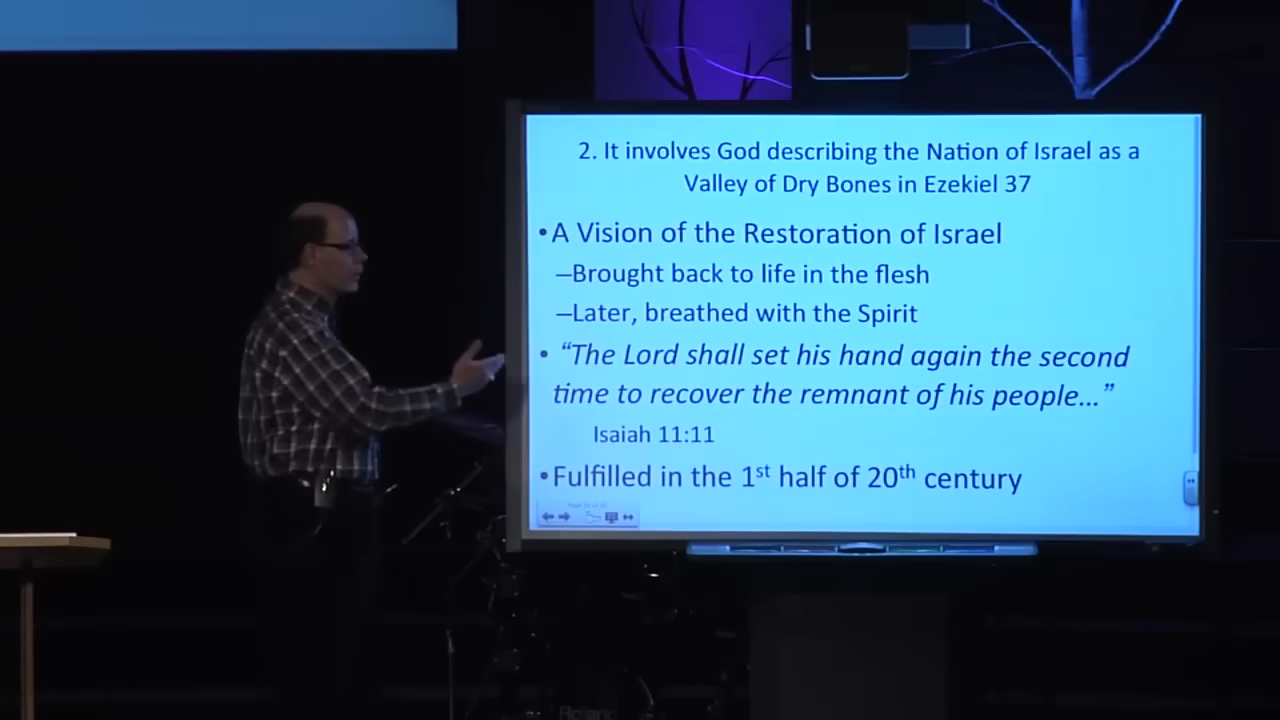 2. It involves God describing the Nation of Israel as a
Valley of Dry Bones in Ezekiel 37
•A Vision of the Restoration of Israel
–Brought back to life in the flesh
–Later, breathed with the Spirit
• “The Lord shall set his hand again the second
time to recover the remnant of his people...”
Isaiah 11:11
•Fulfilled in the 1st half of 20th century
Roland